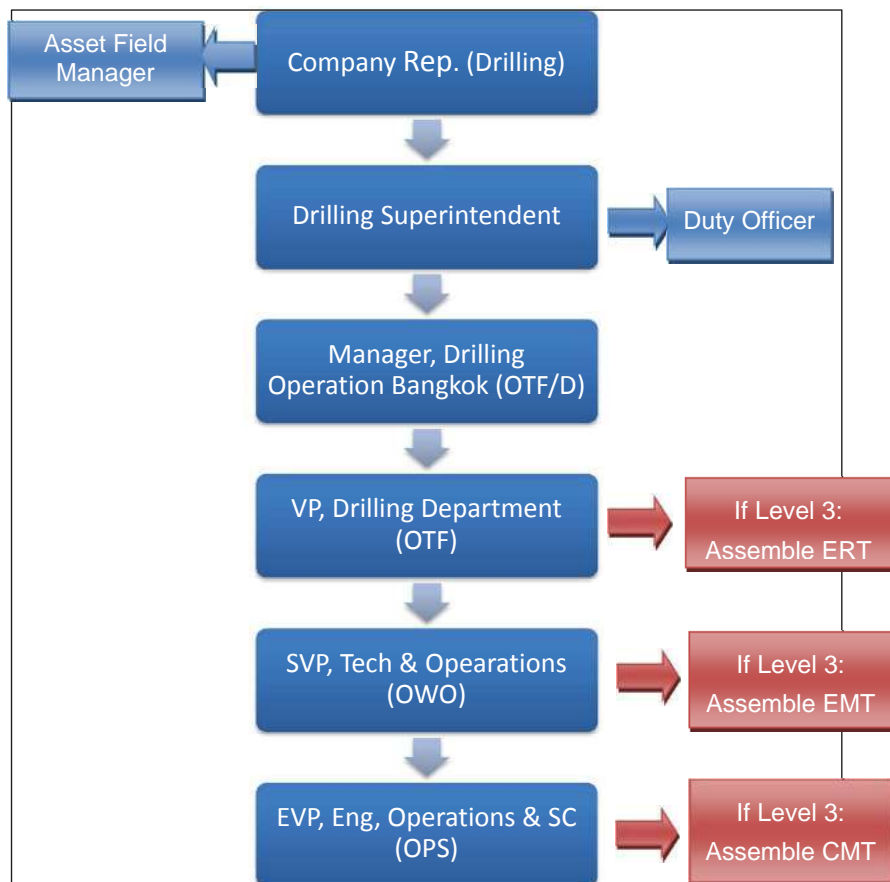 Asset Field
Manager
Company Rep. (Drilling)
Drilling Superintendent
Duty Officer
Manager, Drilling
Operation Bangkok (OTF/D)
VP, Drilling Department
(OTF)
If Level 3:
Assemble ERT
SVP, Tech & Opearations
(OWO)
If Level 3:
Assemble EMT
EVP, Eng, Operations & SC
(OPS)
If Level 3:
Assemble CMT